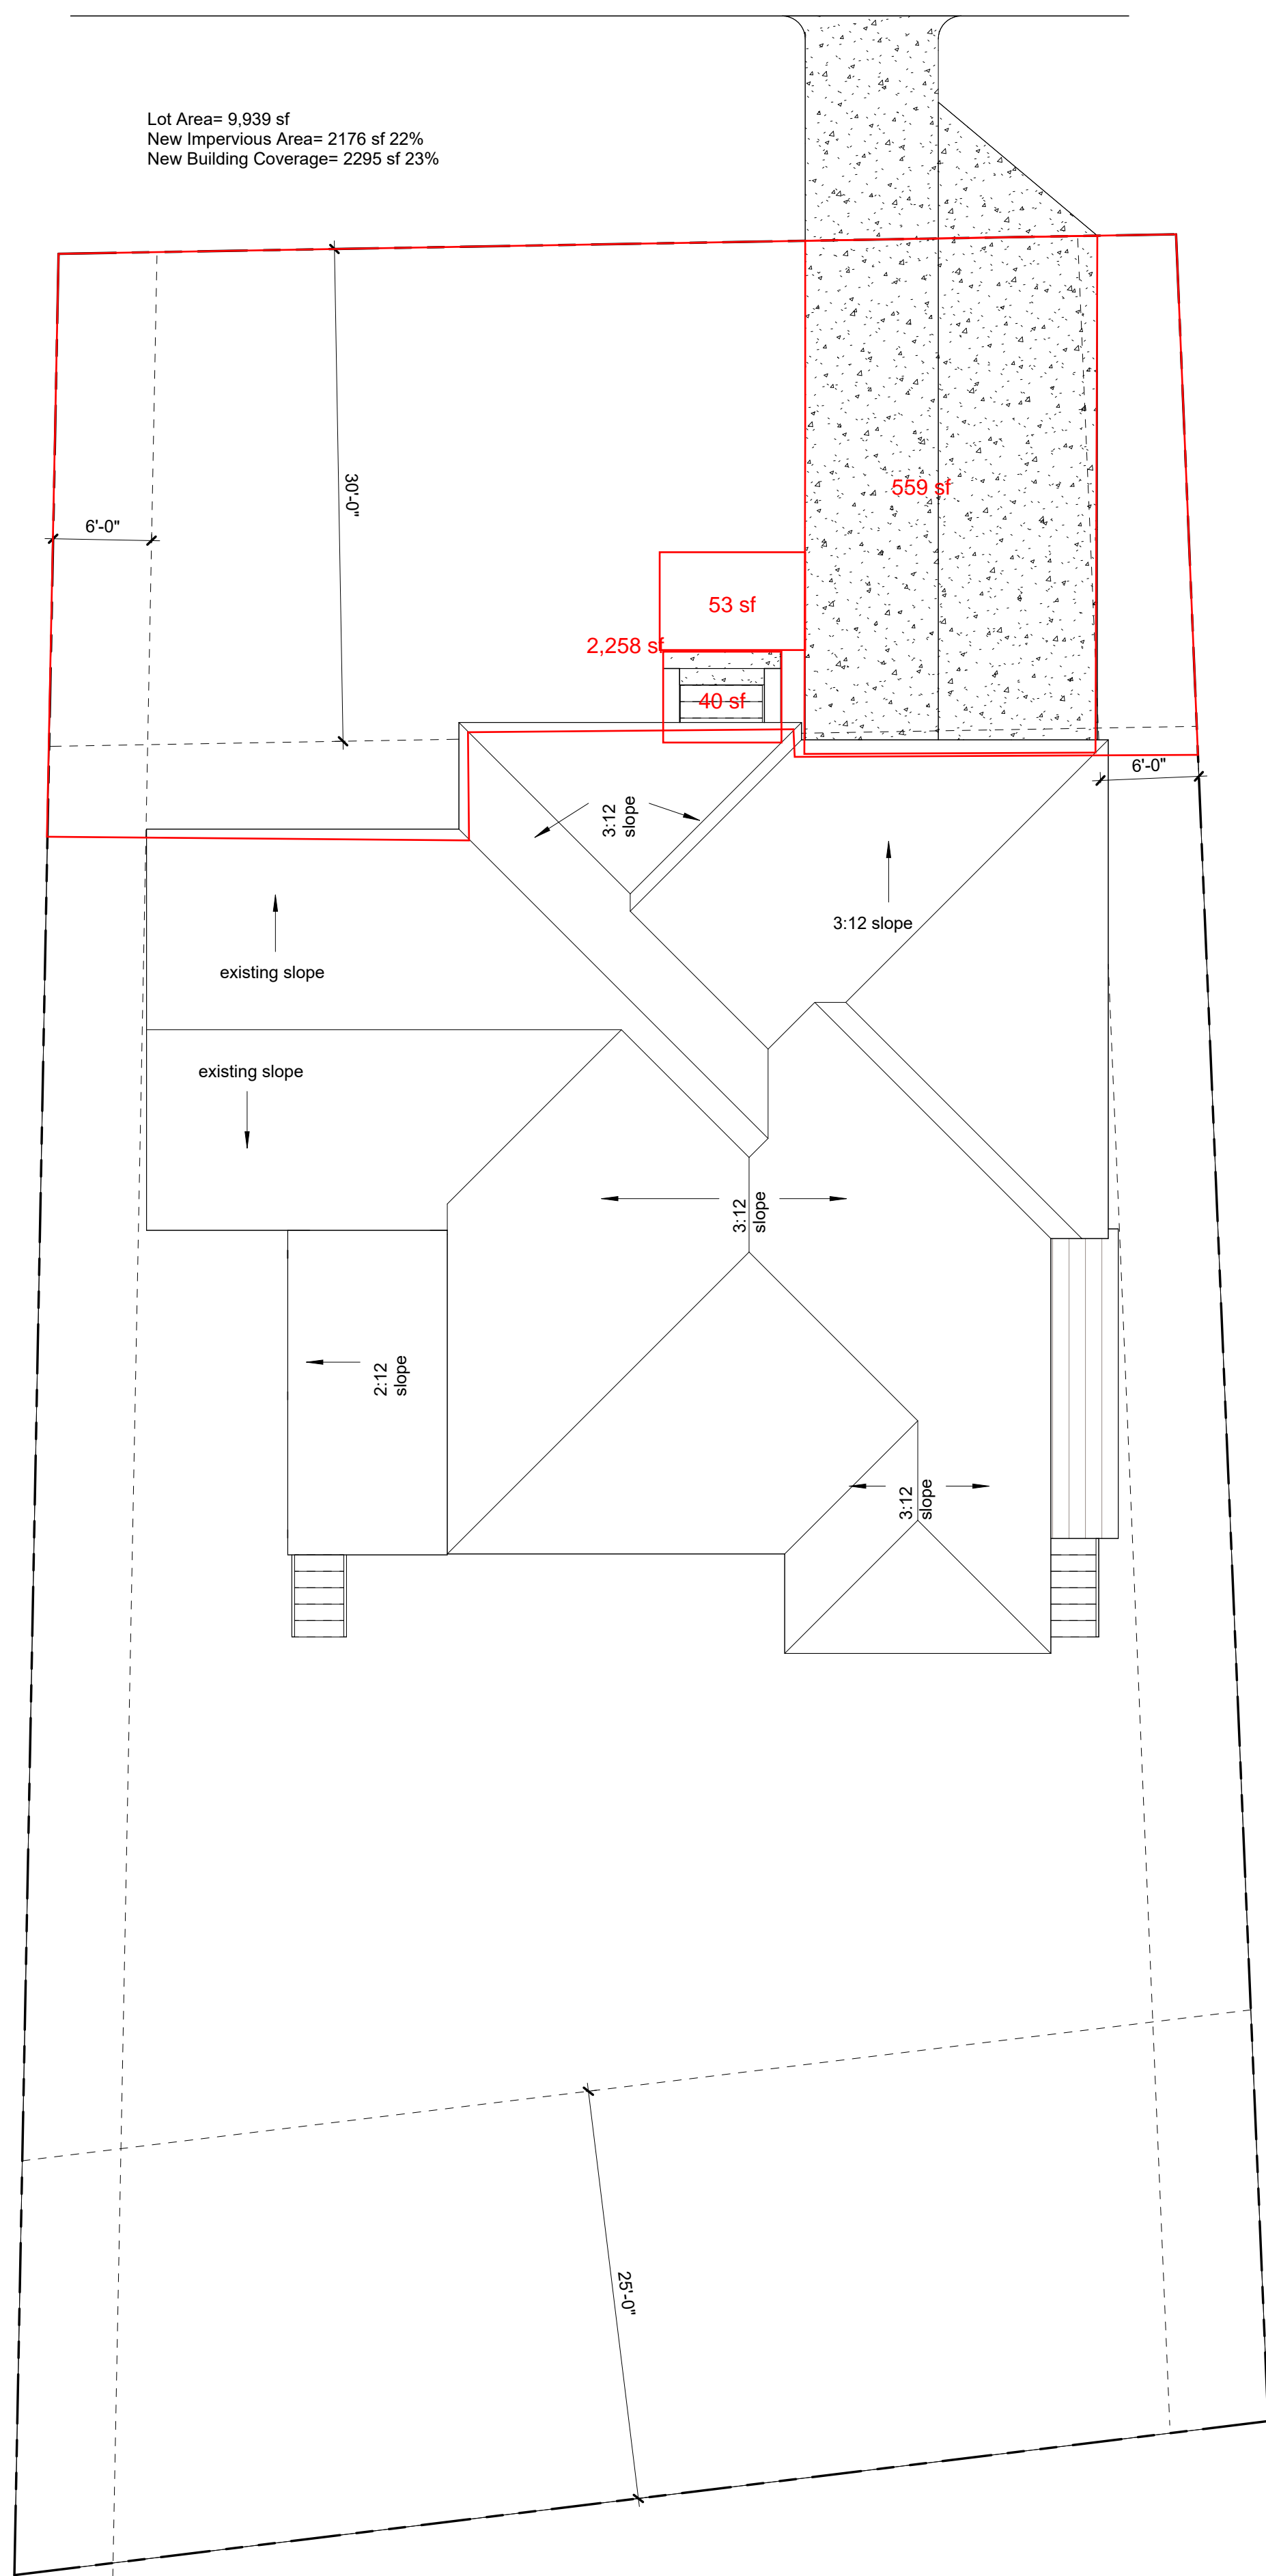 Lot Area= 9,939 sf
New Impervious Area= 2176 sf 22%
New Building Coverage= 2295 sf 23%
30'-0"
559 sf
6'-0"
53 sf
2,258 sf
40 sf
6'-0"
3:12
slope
3:12 slope
existing slope
existing slope
3:12
slope
2:12
slope
3:12
slope
25'-0"